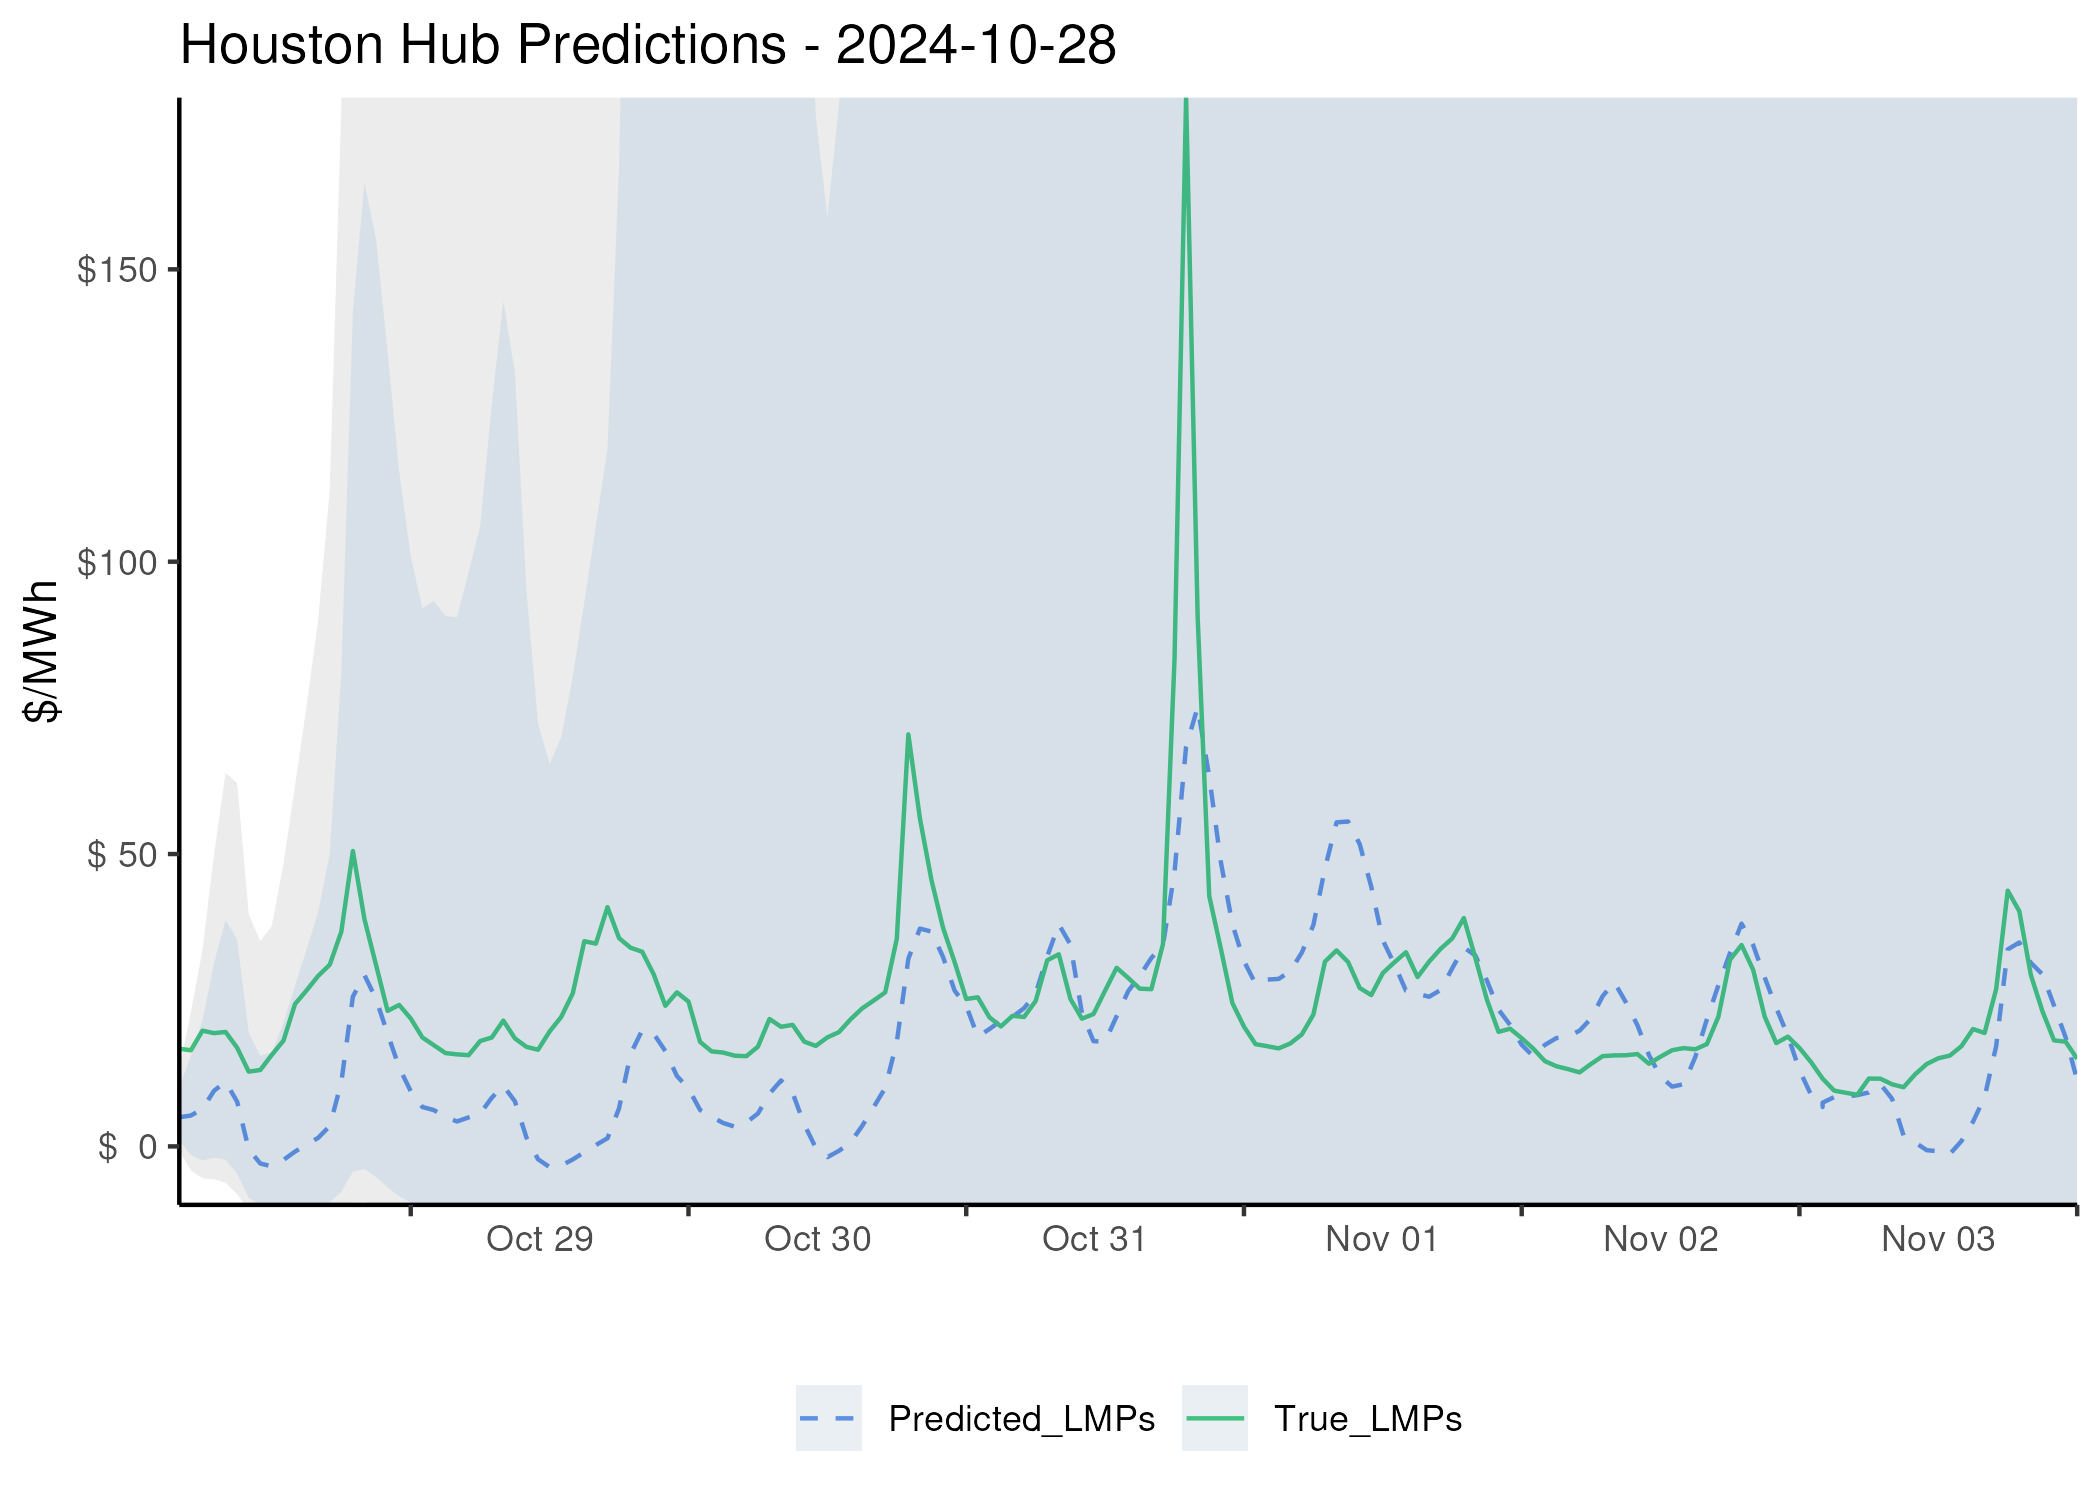 Houston Hub Predictions - 2024-10-28
$/MWh
$150
$100
$ 50
$ 0
Oct 29 Oct 30 Oct 31 Nov 01 Nov 02 Nov 03
Predicted_LMPs True_LMPs